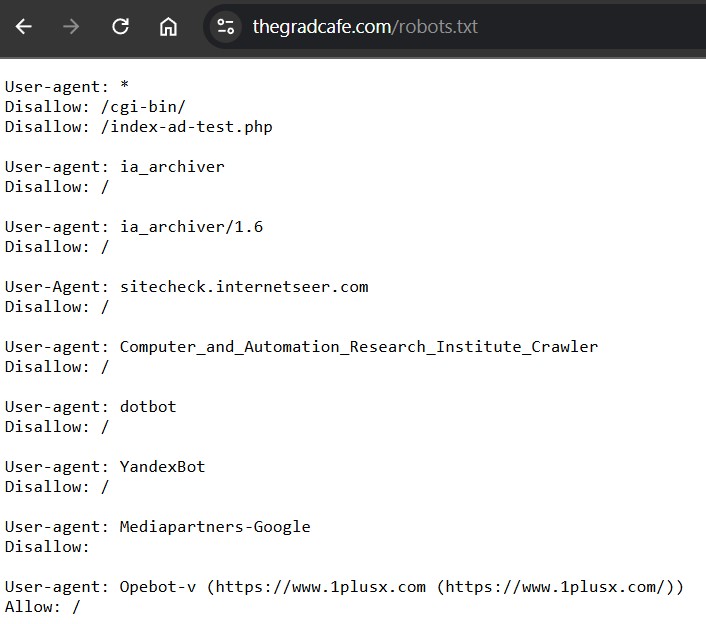 thegradcafe.com/robots.txt
User-agent: *
Disallow: /cgi-bin/
Disallow: /index-ad-test.php
User-agent: ia_archiver
Disallow: /
User-agent: ia_archiver/1.6
Disallow: /
User-Agent: sitecheck.internetseer.com
Disallow: /
User-agent: Computer_and_Automation_Research_Institute_Crawler
Disallow: /
User-agent: dotbot
Disallow: /
User-agent: YandexBot
Disallow: /
User-agent: Mediapartners-Google
Disallow:
User-agent: Opebot-v (https://www.1plusx.com (https://www.1plusx.com/))
Allow: /